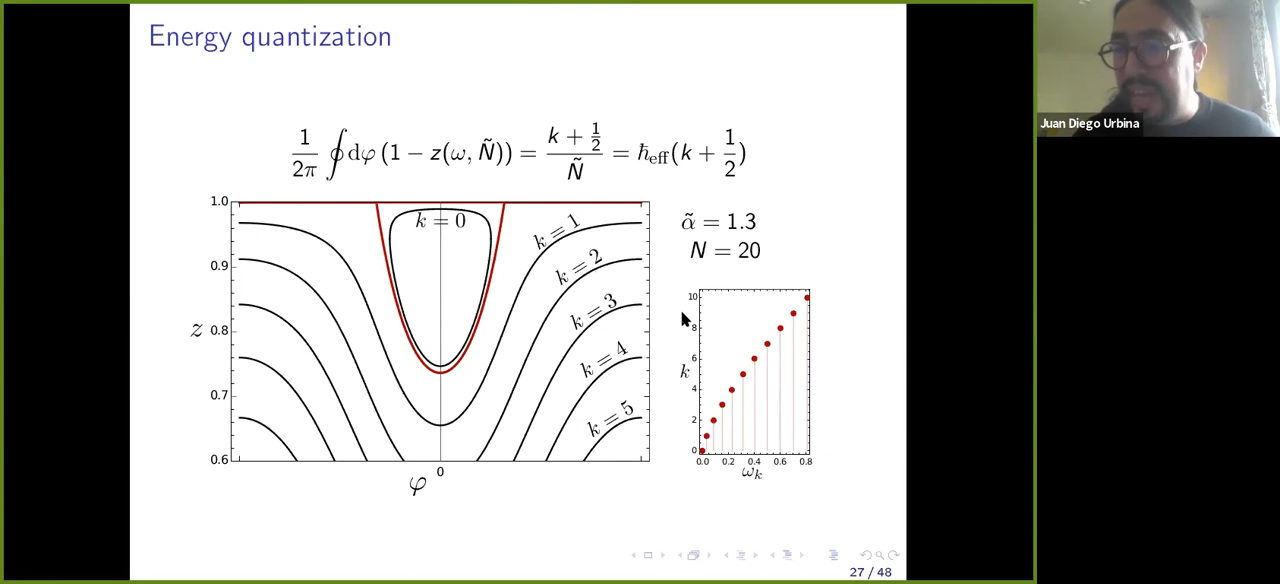 Energy quantization
1/2π ∮dφ (1 − z(ω, Ñ)) = (k + 1/2)/Ñ = ℏeff(k + 1/2)
Juan Diego Urbina
1.0
0.9
0.8
0.7
0.6
z
k = 0
k = 1
k = 2
k = 3
k = 4
k = 5
0
φ
α̃ = 1.3
N = 20
10
8
6
4
2
0
k
0.0 0.2 0.4 0.6 0.8
ωk
27 / 48